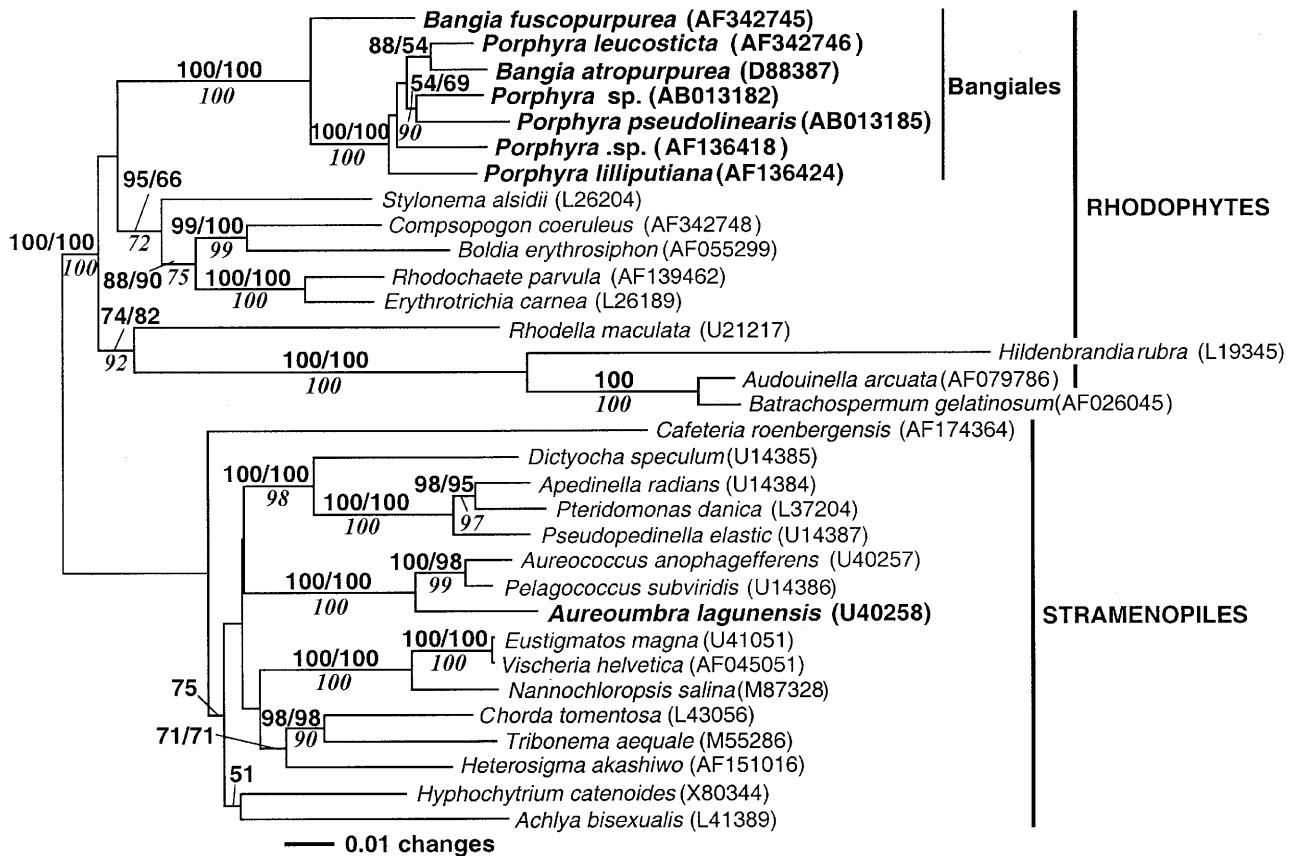 Bangia fuscopurpurea (AF342745)
88/54
Porphyra leucosticta (AF342746)
100/100
100
Bangia atropurpurea (D88387)
54/69
Bangiales
Porphyra sp. (AB013182)
100/100
100
90
Porphyra pseudolinearis (AB013185)
Porphyra .sp. (AF136418)
95/66
Porphyra lilliputiana (AF136424)
Stylonema alsidii (L26204)
RHODOPHYTES
99/100
99
Compsopogon coeruleus (AF342748)
72
100/100
100
Boldia erythrosiphon (AF055299)
88/90
75
100/100
100
Rhodochaete parvula (AF139462)
Erythrotrichia carnea (L26189)
74/82
92
Rhodella maculata (U21217)
100/100
100
Hildenbrandia rubra (L19345)
100
100
Audouinella arcuata (AF079786)
Batrachospermum gelatinosum (AF026045)
Cafeteria roenbergensis (AF174364)
100/100
98
Dictyocha speculum (U14385)
98/95
97
Apedinella radians (U14384)
100/100
100
Pteridomonas danica (L37204)
Pseudopedinella elastic (U14387)
100/98
99
Aureococcus anophagefferens (U40257)
100/100
100
Pelagococcus subviridis (U14386)
Aureoumbra lagunensis (U40258)
STRAMENOPILES
100/100
100
Eustigmatos magna (U41051)
100/100
100
Vischeria helvetica (AF045051)
75
Nannochloropsis salina (M87328)
98/98
90
Chorda tomentosa (L43056)
71/71
Tribonema aequale (M55286)
Heterosigma akashiwo (AF151016)
51
Hyphochytrium catenoides (X80344)
Achlya bisexualis (L41389)
0.01 changes